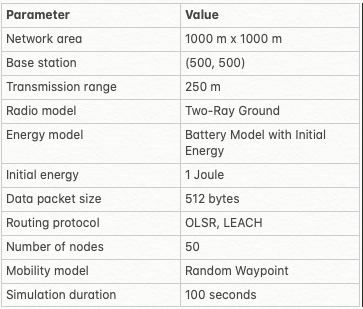 Parameter Value
Network area 1000 m x 1000 m
Base station (500, 500)
Transmission range 250 m
Radio model Two-Ray Ground
Energy model Battery Model with Initial
Energy
Initial energy 1 Joule
Data packet size 512 bytes
Routing protocol OLSR, LEACH
Number of nodes 50
Mobility model Random Waypoint
Simulation duration 100 seconds